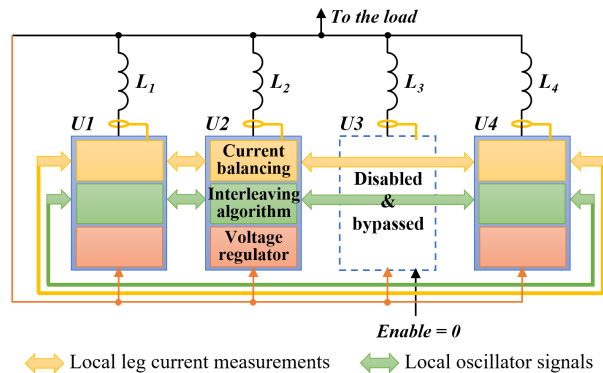 To the load
L1
L2
L3
L4
U1
U2
U3
U4
Current
balancing
Interleaving
algorithm
Voltage
regulator
Disabled
&
bypassed
Enable = 0
Local leg current measurements
Local oscillator signals